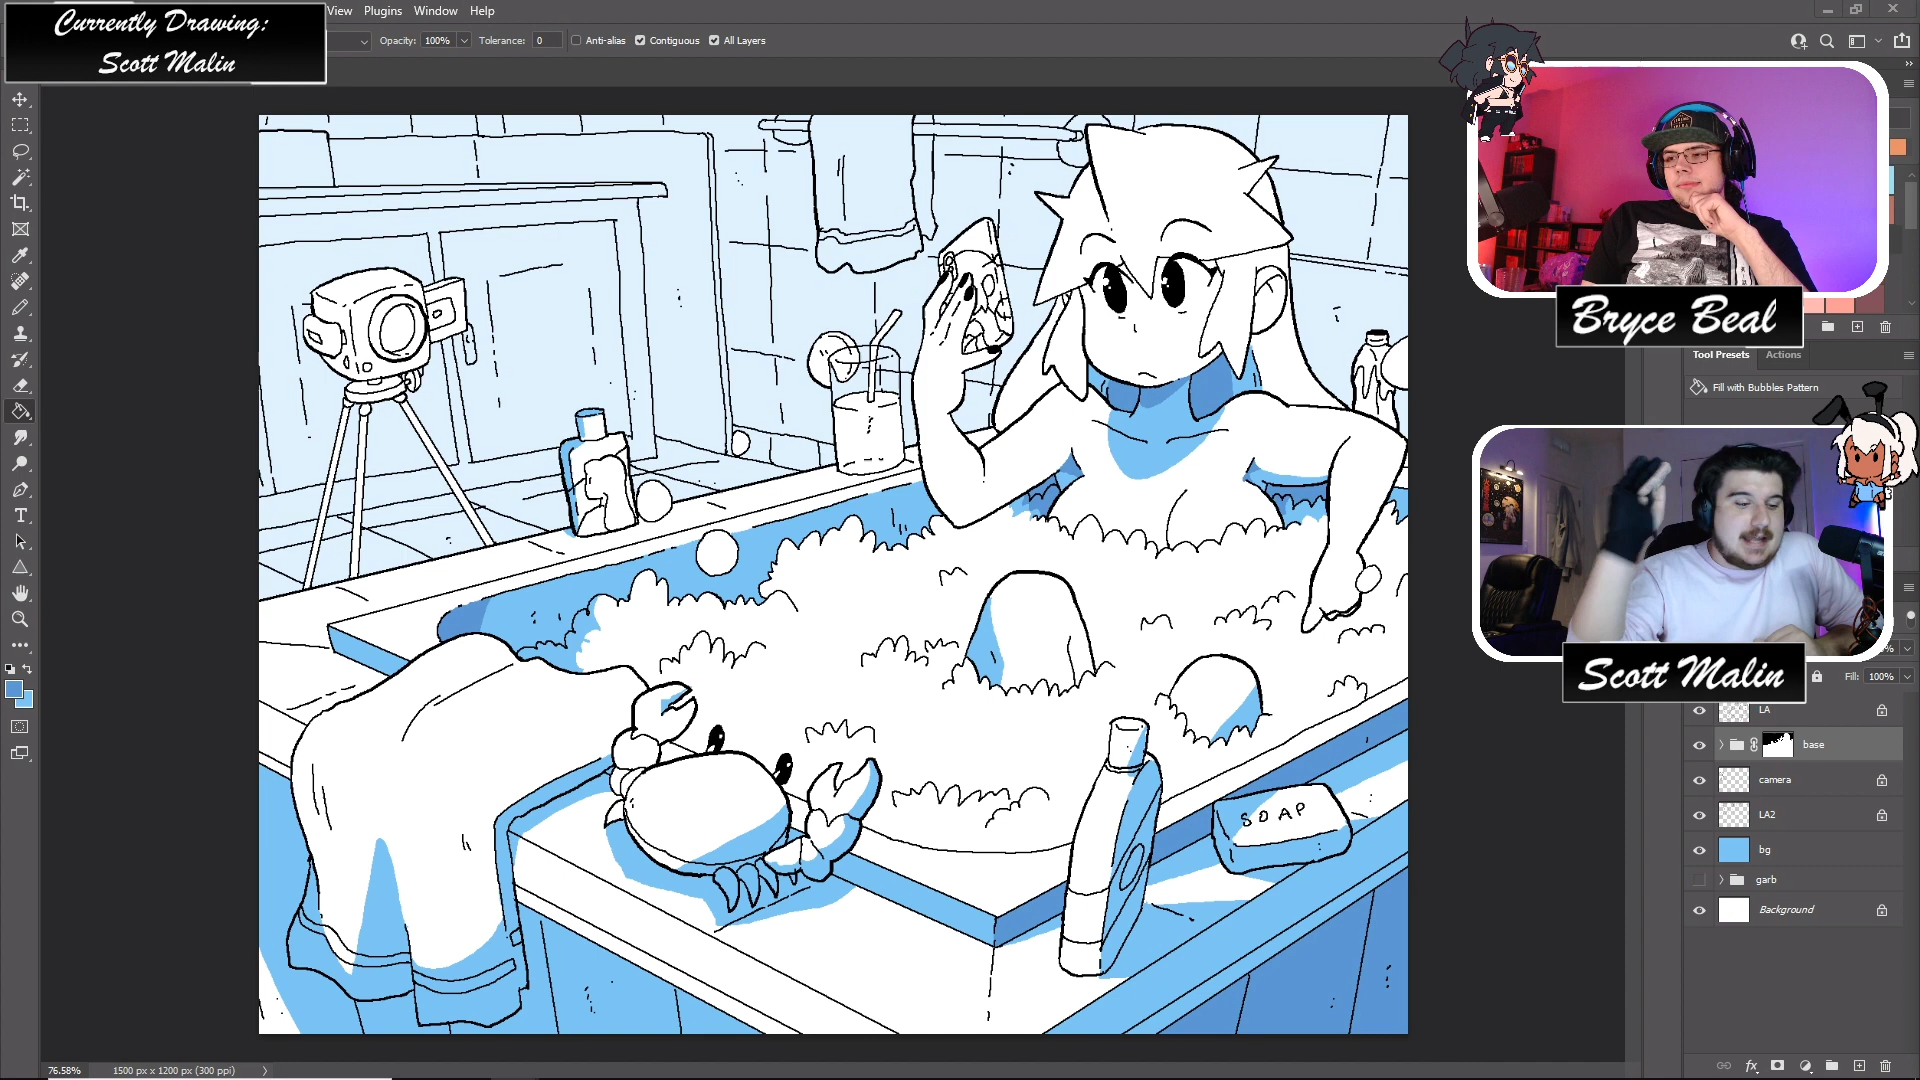 Currently Drawing:
Scott Malin
View Plugins Window Help
Opacity: 100% Tolerance: 0 Anti-alias Contiguous All Layers
Bryce Beal
Tool Presets Actions
Fill with Bubbles Pattern
Scott Malin
Fill: 100%
LA
base
camera
LA2
bg
garb
Background
SOAP
76.58% 1500 px x 1200 px (300 ppi)